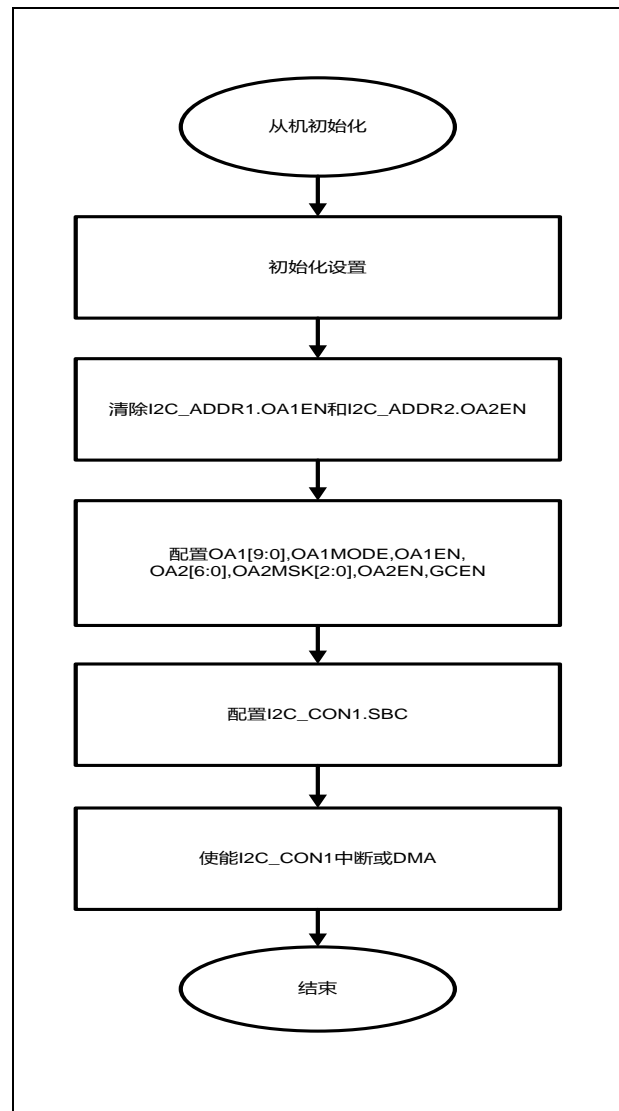 从机初始化
初始化设置
清除I2C_ADDR1.OA1EN和I2C_ADDR2.OA2EN
配置OA1[9:0],OA1MODE,OA1EN,
OA2[6:0],OA2MSK[2:0],OA2EN,GCEN
配置I2C_CON1.SBC
使能I2C_CON1中断或DMA
结束